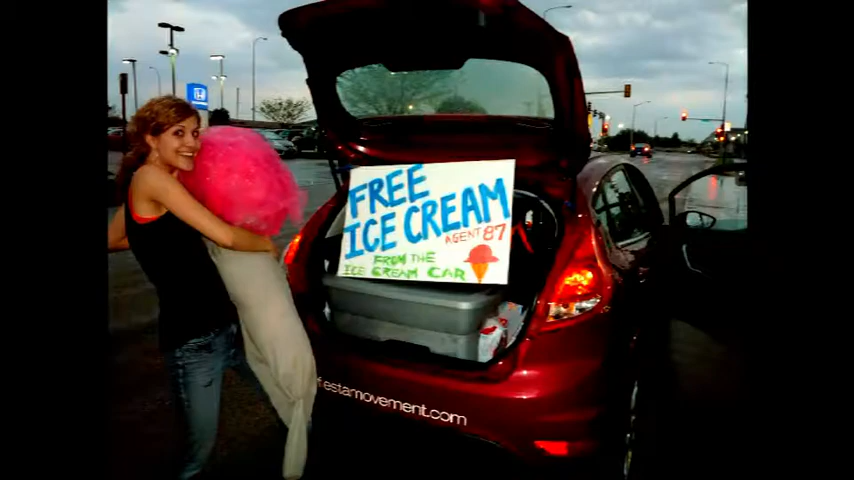 FREE
ICE CREAM
AGENT 87
FROM THE
ICE CREAM CAR
fiestamovement.com